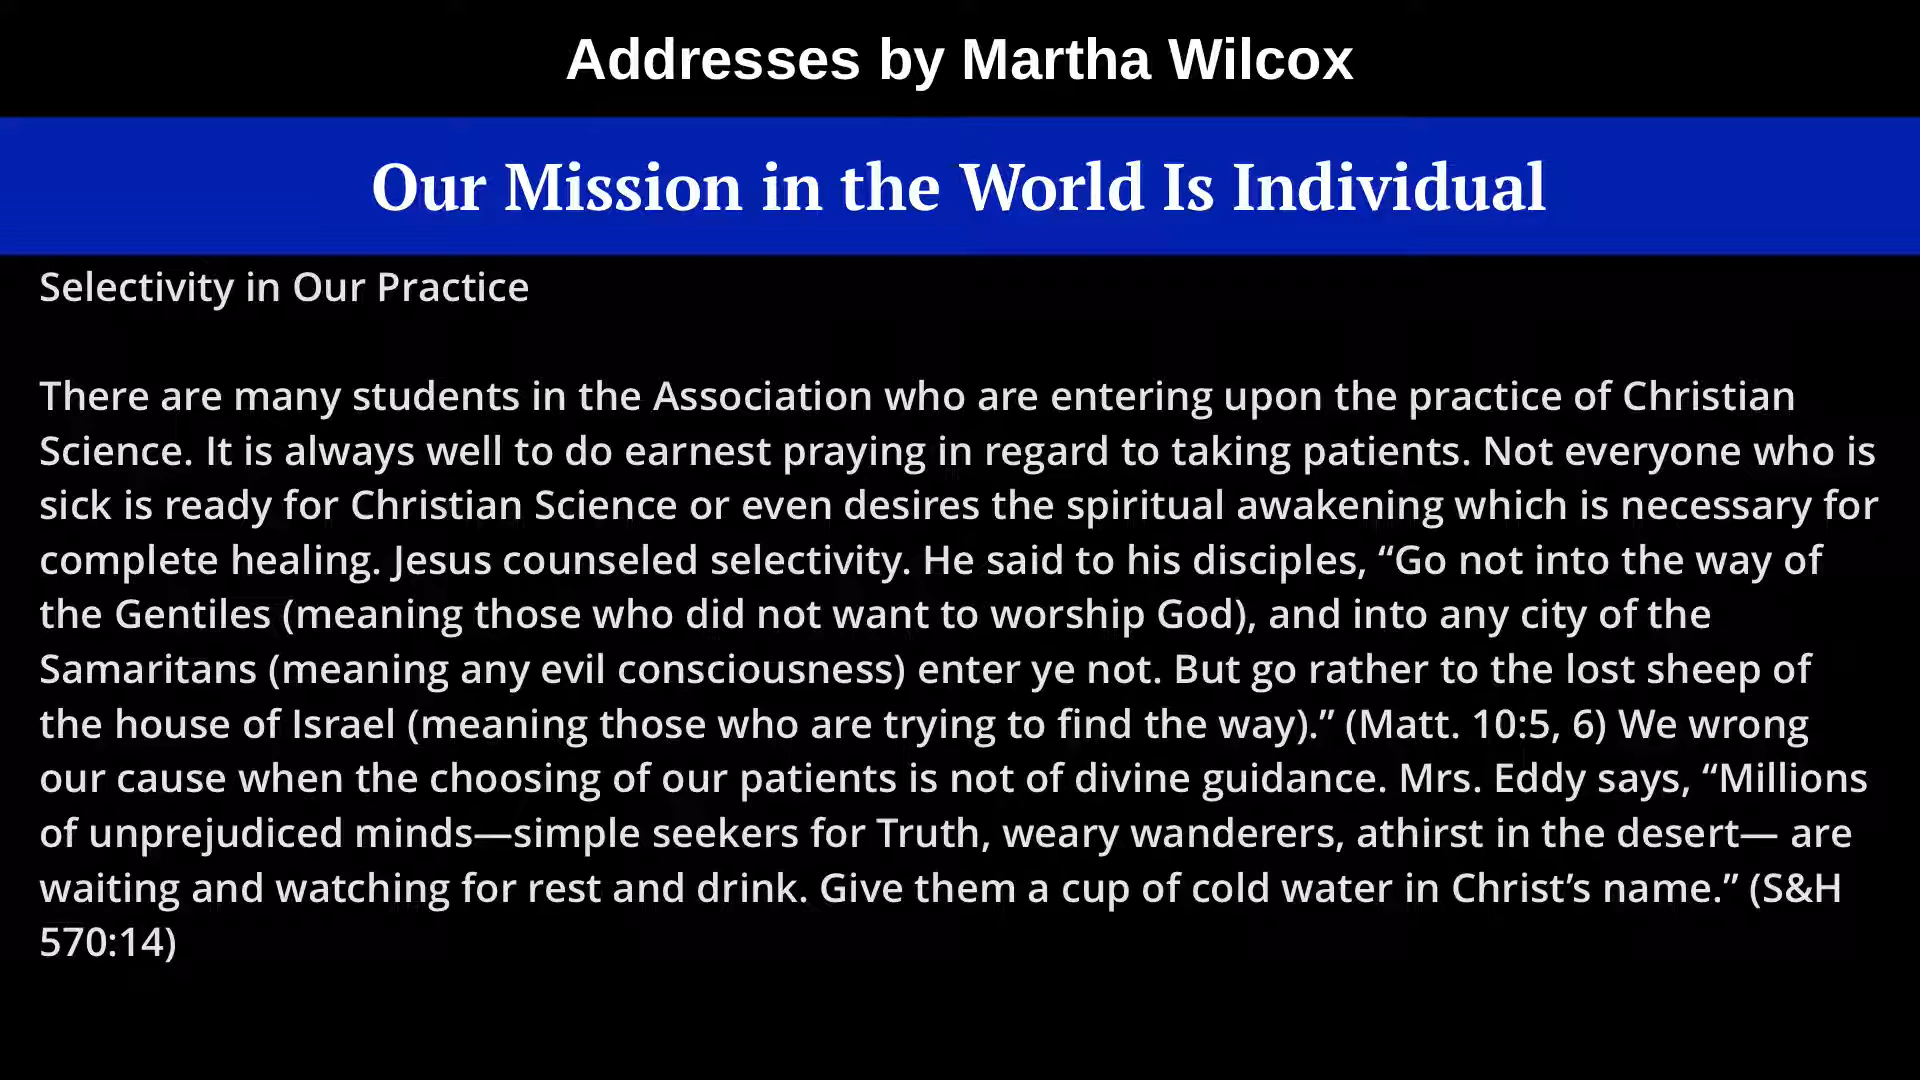 Addresses by Martha Wilcox
Our Mission in the World Is Individual
Selectivity in Our Practice
There are many students in the Association who are entering upon the practice of Christian
Science. It is always well to do earnest praying in regard to taking patients. Not everyone who is
sick is ready for Christian Science or even desires the spiritual awakening which is necessary for
complete healing. Jesus counseled selectivity. He said to his disciples, “Go not into the way of
the Gentiles (meaning those who did not want to worship God), and into any city of the
Samaritans (meaning any evil consciousness) enter ye not. But go rather to the lost sheep of
the house of Israel (meaning those who are trying to find the way).” (Matt. 10:5, 6) We wrong
our cause when the choosing of our patients is not of divine guidance. Mrs. Eddy says, “Millions
of unprejudiced minds—simple seekers for Truth, weary wanderers, athirst in the desert— are
waiting and watching for rest and drink. Give them a cup of cold water in Christ’s name.” (S&H
570:14)